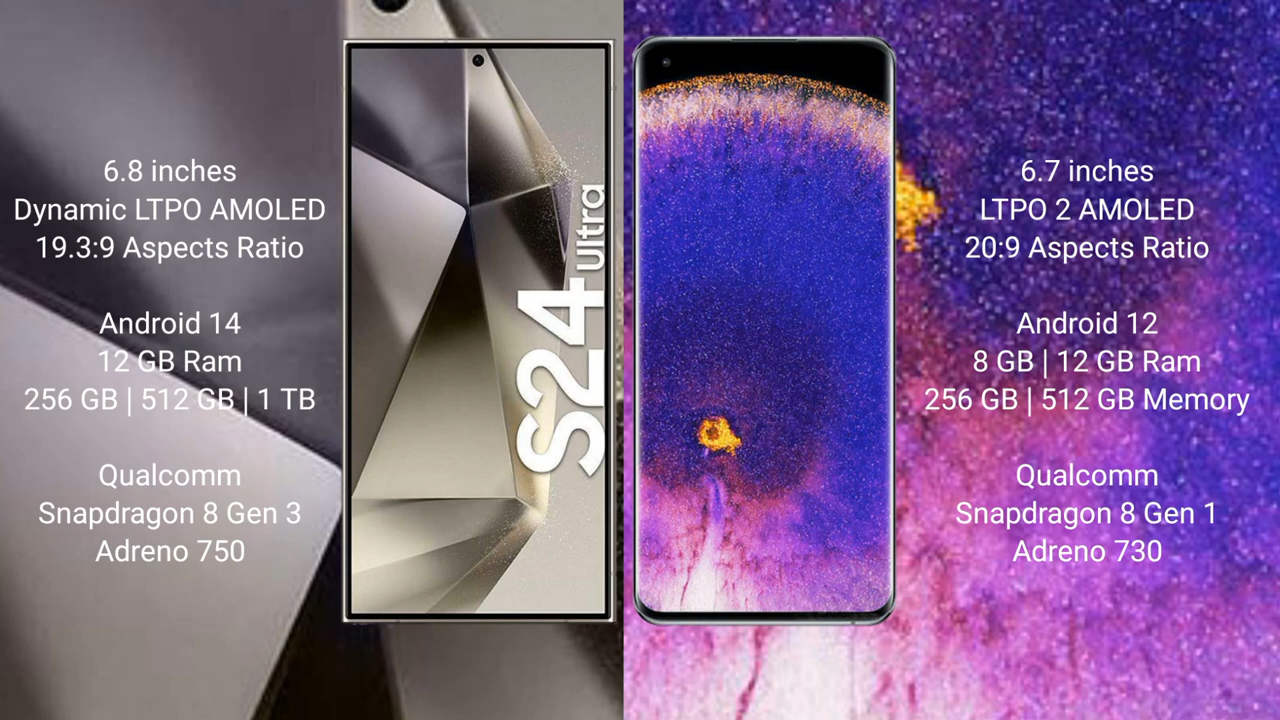 6.8 inches
Dynamic LTPO AMOLED
19.3:9 Aspects Ratio
Android 14
12 GB Ram
256 GB | 512 GB | 1 TB
Qualcomm
Snapdragon 8 Gen 3
Adreno 750
S24 ultra
6.7 inches
LTPO 2 AMOLED
20:9 Aspects Ratio
Android 12
8 GB | 12 GB Ram
256 GB | 512 GB Memory
Qualcomm
Snapdragon 8 Gen 1
Adreno 730